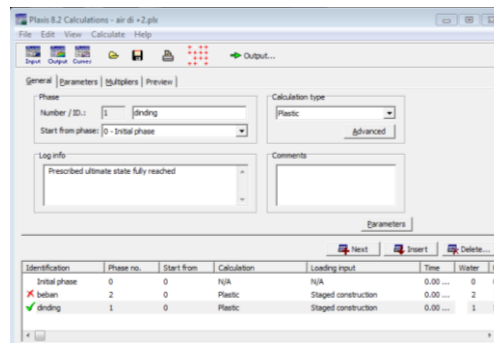 Plaxis 8.2 Calculations - air di +2.plx
File Edit View Calculate Help
Input Output Curves Output...
General Parameters Multipliers Preview
Phase
Number / ID.: 1 dinding
Start from phase: 0 - Initial phase
Calculation type
Plastic
Advanced
Log info
Prescribed ultimate state fully reached
Comments
Parameters
Next Insert Delete...
Identification Phase no. Start from Calculation Loading input Time Water
Initial phase 0 0 N/A N/A 0.00 ... 0
beban 2 0 Plastic Staged construction 0.00 ... 2
dinding 1 0 Plastic Staged construction 0.00 ... 1